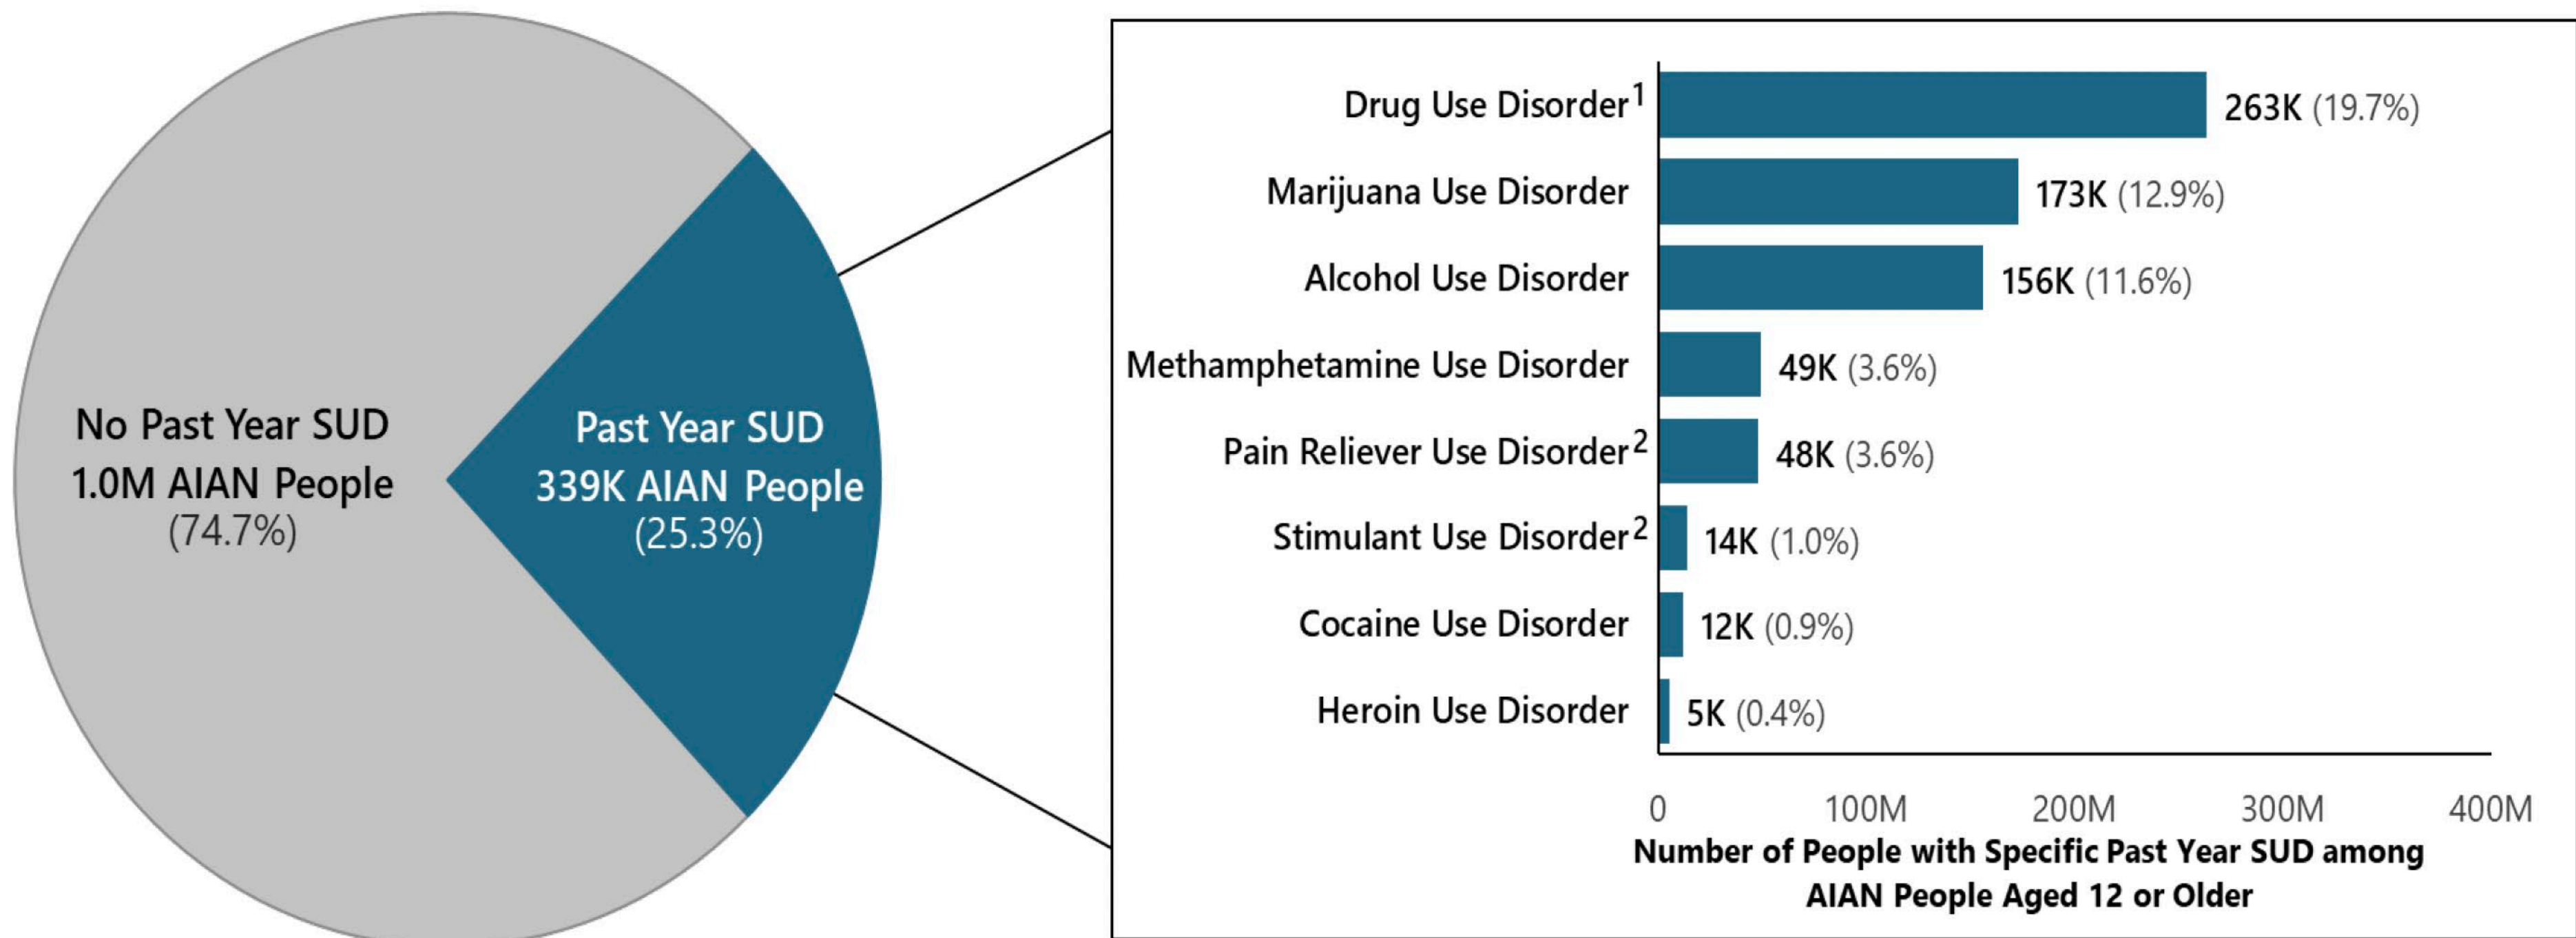 No Past Year SUD
1.0M AIAN People
(74.7%)
Past Year SUD
339K AIAN People
(25.3%)
Drug Use Disorder¹ 263K (19.7%)
Marijuana Use Disorder 173K (12.9%)
Alcohol Use Disorder 156K (11.6%)
Methamphetamine Use Disorder 49K (3.6%)
Pain Reliever Use Disorder² 48K (3.6%)
Stimulant Use Disorder² 14K (1.0%)
Cocaine Use Disorder 12K (0.9%)
Heroin Use Disorder 5K (0.4%)
0 100M 200M 300M 400M
Number of People with Specific Past Year SUD among
AIAN People Aged 12 or Older